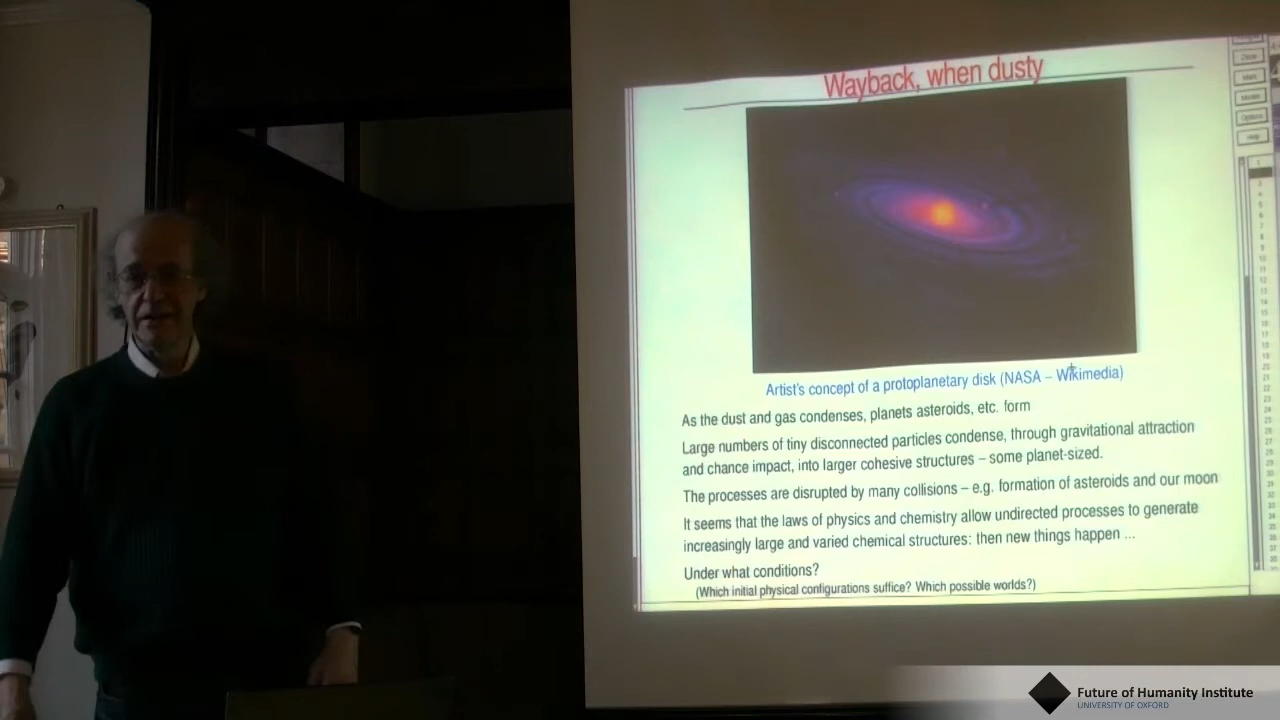 Wayback, when dusty
Artist's concept of a protoplanetary disk (NASA – Wikimedia)
As the dust and gas condenses, planets asteroids, etc. form
Large numbers of tiny disconnected particles condense, through gravitational attraction
and chance impact, into larger cohesive structures – some planet-sized.
The processes are disrupted by many collisions – e.g. formation of asteroids and our moon
It seems that the laws of physics and chemistry allow undirected processes to generate
increasingly large and varied chemical structures: then new things happen ...
Under what conditions?
(Which initial physical configurations suffice? Which possible worlds?)
Future of Humanity Institute
UNIVERSITY OF OXFORD